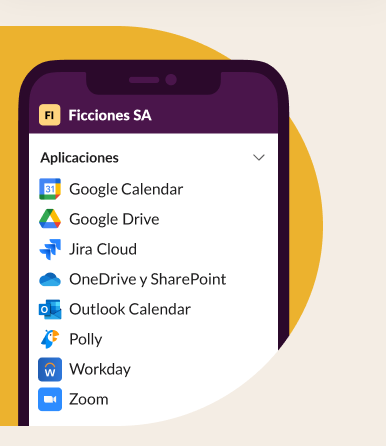 FI Ficciones SA
Aplicaciones
31 Google Calendar
Google Drive
Jira Cloud
OneDrive y SharePoint
O Outlook Calendar
Polly
W Workday
Zoom